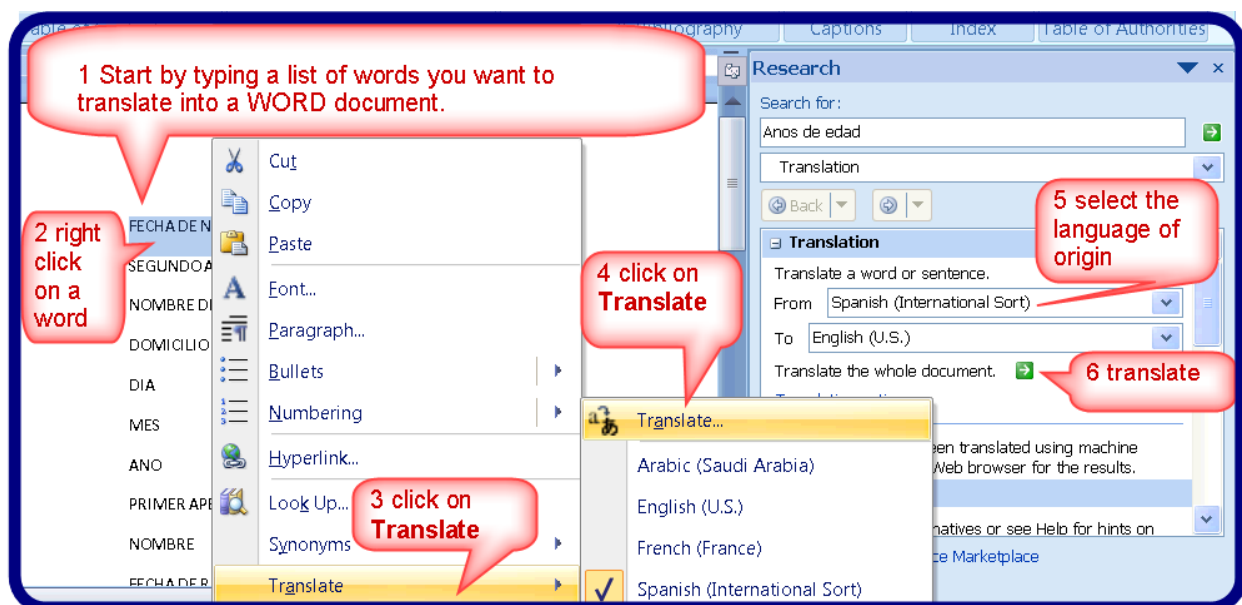 Captions
Index
Table of Authorities
1 Start by typing a list of words you want to
translate into a WORD document.
2 right
click
on a
word
FECHA DE N
SEGUNDO A
NOMBRE DE
DOMICILIO
DIA
MES
ANO
PRIMER APE
NOMBRE
FECHA DE R
Cut
Copy
Paste
Font...
Paragraph...
Bullets
Numbering
Hyperlink...
Look Up...
Synonyms
Translate
3 click on
Translate
4 click on
Translate
Translate...
Arabic (Saudi Arabia)
English (U.S.)
French (France)
Spanish (International Sort)
Research
Search for:
Anos de edad
Translation
Back
Translation
Translate a word or sentence.
From Spanish (International Sort)
To English (U.S.)
Translate the whole document.
5 select the
language of
origin
6 translate
een translated using machine
Web browser for the results.
natives or see Help for hints on
ce Marketplace